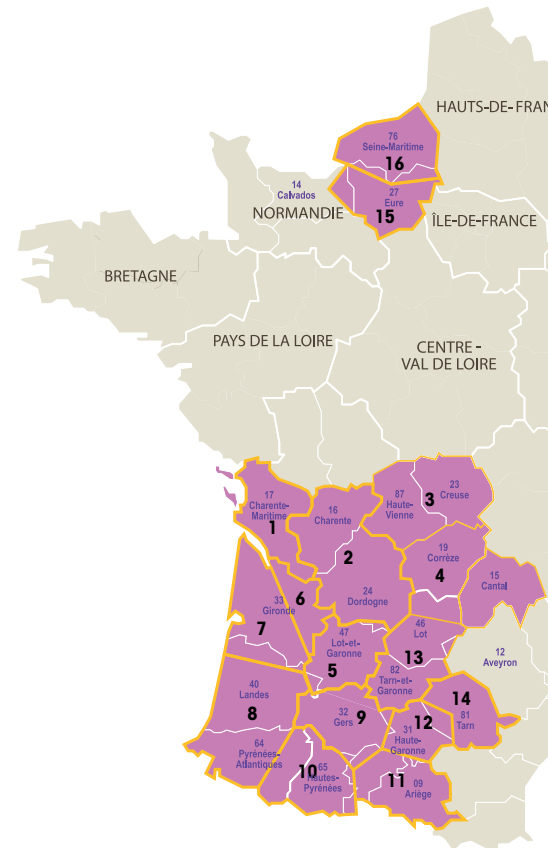 HAUTS-DE-FRAN
76
Seine-Maritime
16
14
Calvados
27
Eure
NORMANDIE
15
ÎLE-DE-FRANCE
BRETAGNE
PAYS DE LA LOIRE
CENTRE -
VAL DE LOIRE
17
Charente-
Maritime
1
16
Charente
87
Haute-
Vienne
3
23
Creuse
2
19
Corrèze
4
15
Cantal
6
33
Gironde
7
24
Dordogne
47
Lot-et-
Garonne
5
46
Lot
13
12
Aveyron
82
Tarn-et-
Garonne
40
Landes
8
32
Gers
9
14
12
81
Tarn
31
Haute-
Garonne
64
Pyrénées-
Atlantiques
10
65
Hautes-
Pyrénées
11
09
Ariège